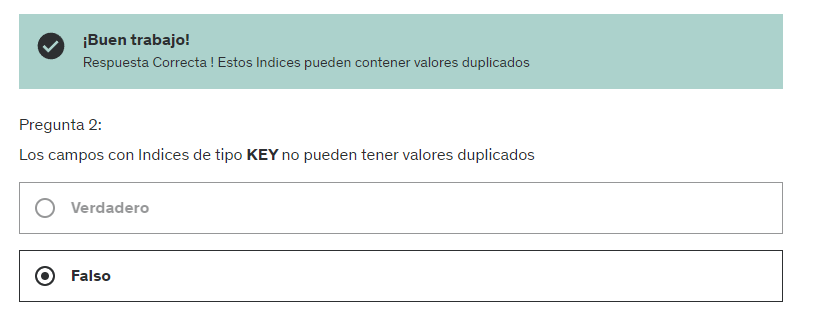 ¡Buen trabajo!
Respuesta Correcta ! Estos Indices pueden contener valores duplicados
Pregunta 2:
Los campos con Indices de tipo KEY no pueden tener valores duplicados
Verdadero
Falso